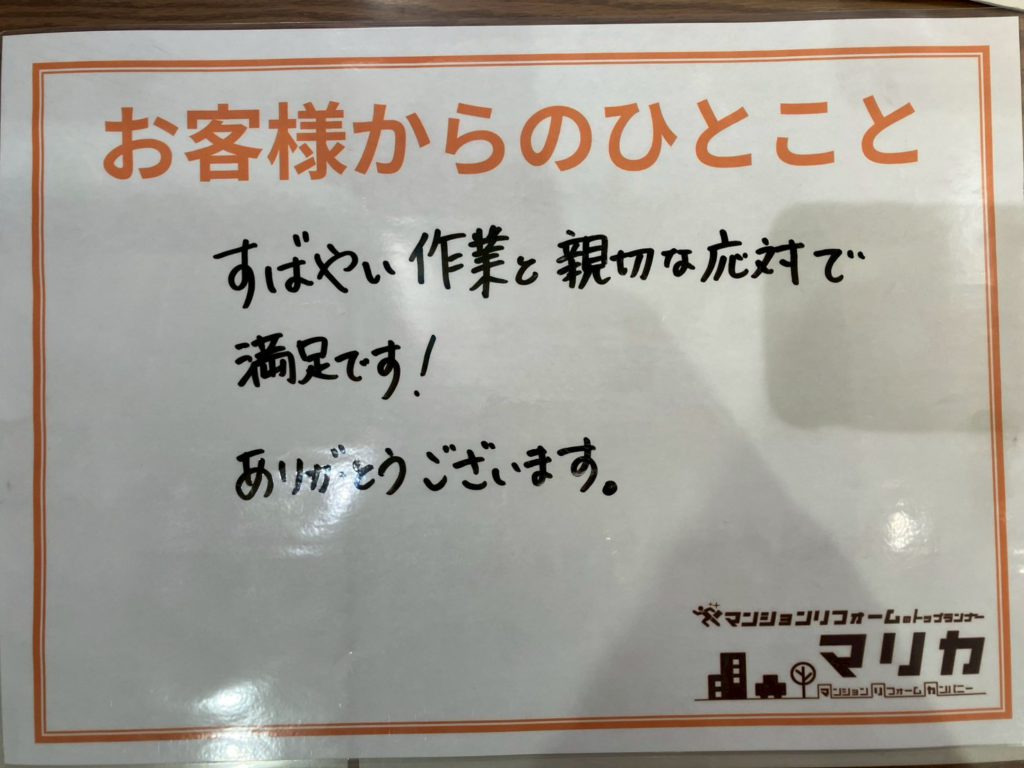 お客様からのひとこと
すばやい作業と親切な応対で
満足です!
ありがとうございます。
マンションリフォームのトップランナー
マリカ
マンションリフォームカンパニー